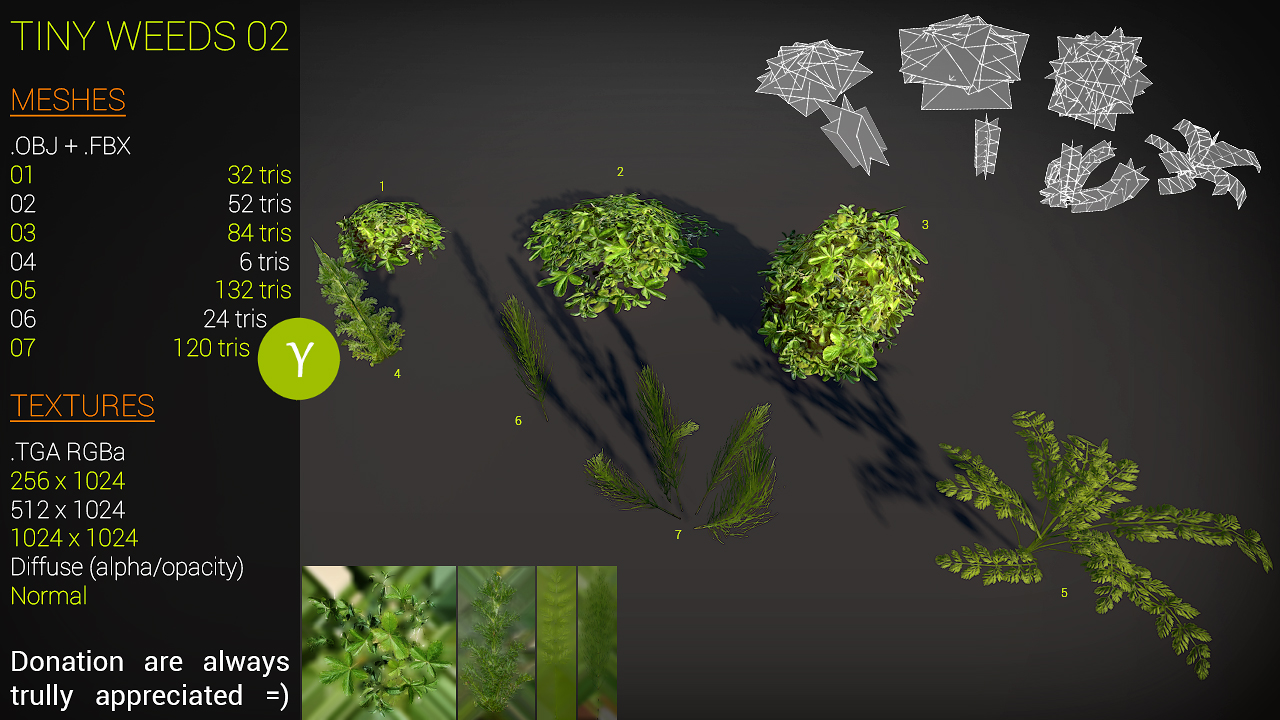 TINY WEEDS 02
MESHES
.OBJ + .FBX
01 32 tris
02 52 tris
03 84 tris
04 6 tris
05 132 tris
06 24 tris
07 120 tris
γ
TEXTURES
.TGA RGBa
256 x 1024
512 x 1024
1024 x 1024
Diffuse (alpha/opacity)
Normal
Donation are always
trully appreciated =)
1
2
3
4
6
7
5